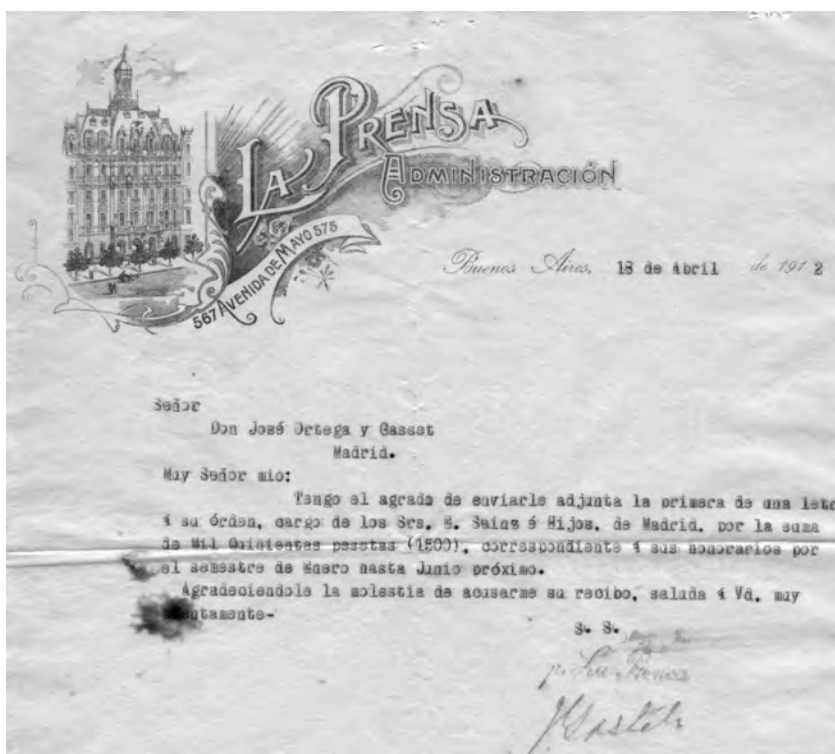 LA PRENSA
ADMINISTRACIÓN
567 AVENIDA DE MAYO 575
Buenos Aires, 18 de Abril de 1912
Señor
Don José Ortega y Gasset
Madrid.
Muy Señor mio:
Tengo el agrado de enviarle adjunta la primera de una letr
á su órden, cargo de los Srs. E. Sainz é Hijos, de Madrid, por la suma
de Mil Quinientas pesetas (1500), correspondiente á sus honorarios por
el semestre de Enero hasta Junio próximo.
Agradeciendole la molestia de acusarme su recibo, saluda á Vd. muy
entamente-
S. S.
p. La Prensa